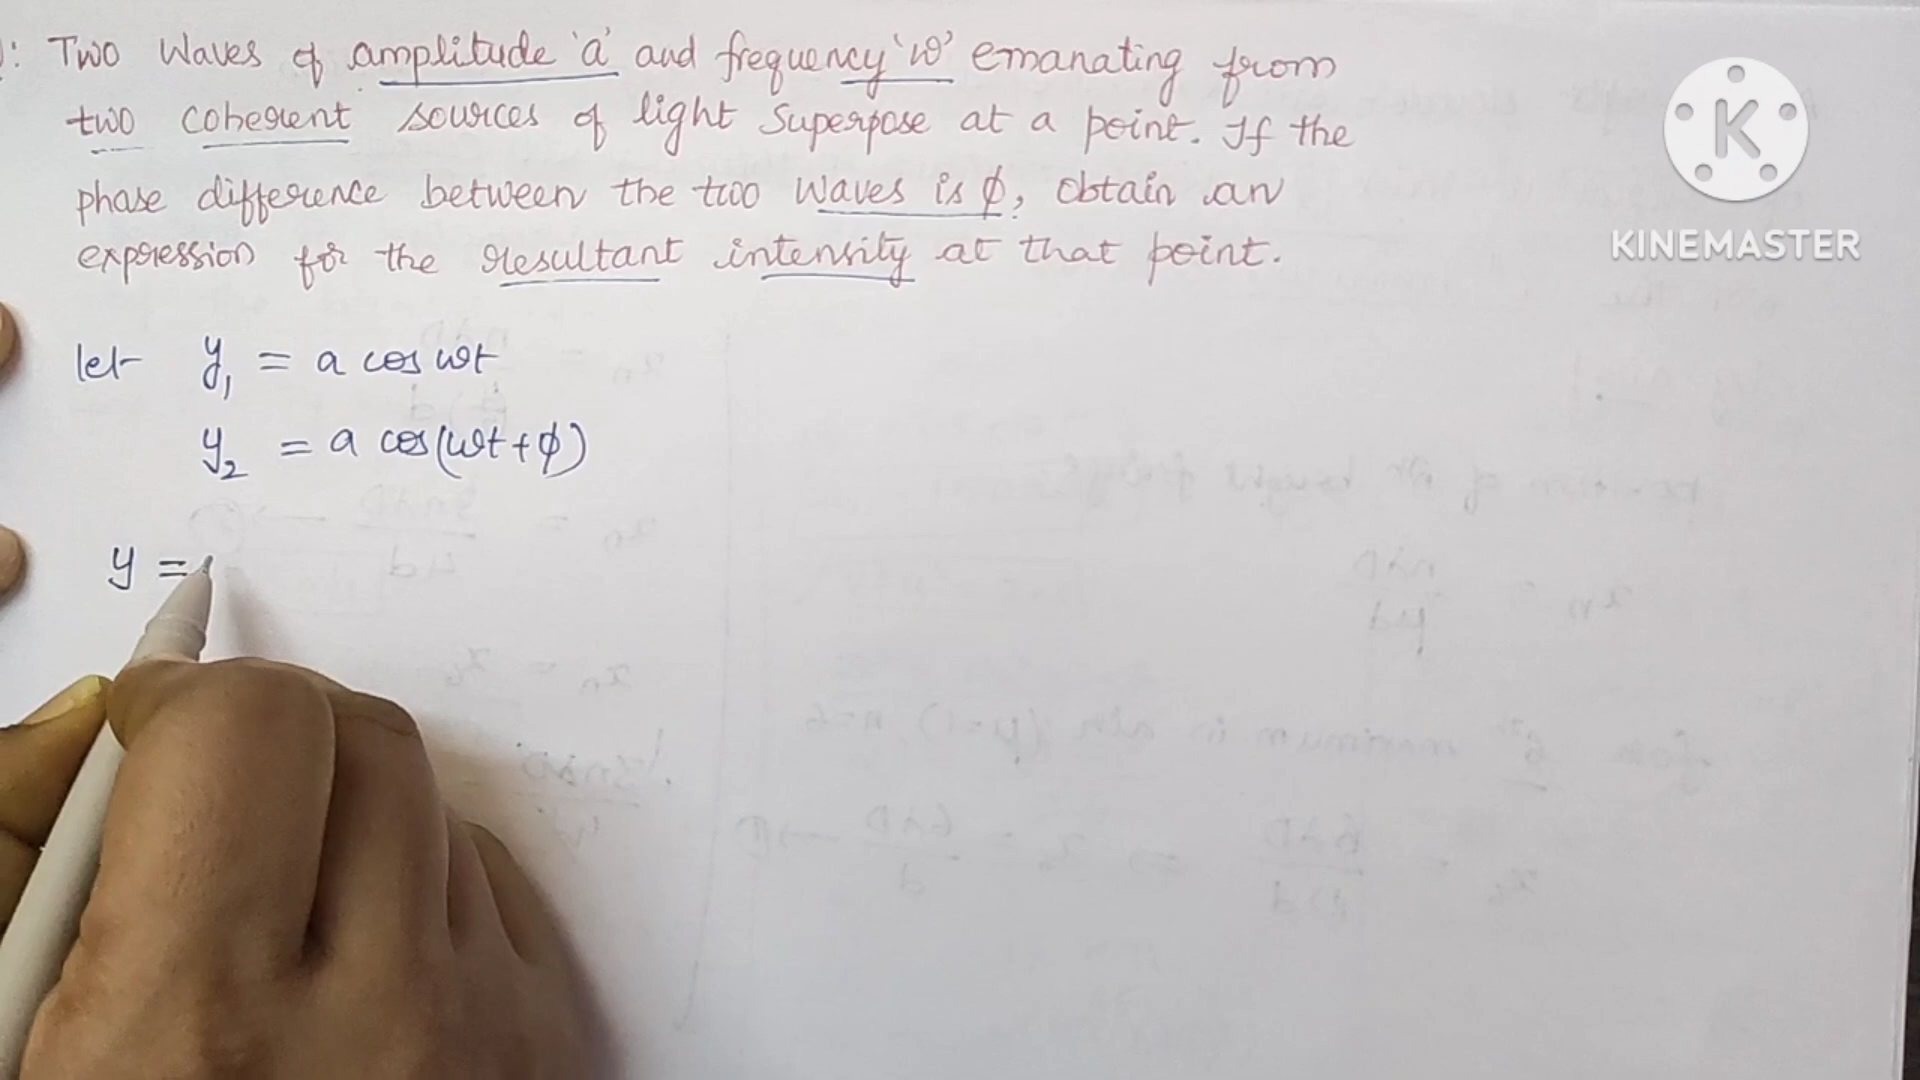 : Two Waves of amplitude 'a' and frequency 'ω' emanating from
two coherent sources of light Superpose at a point. If the
phase difference between the two waves is ϕ, obtain an
expression for the resultant intensity at that point.
K
KINEMASTER
let y₁ = a cos ωt
y₂ = a cos(ωt+ϕ)
y =